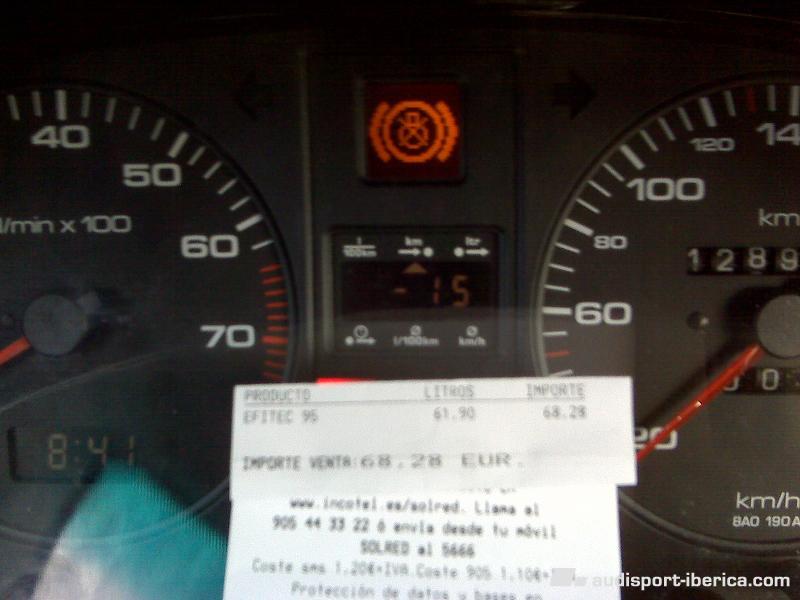 40
50
60
70
/min x 100
8:41
1/100km km ltr
- 15
l/100km Ø km/h
60
80
100
120
14
km
1289
0
20
km/h
8A0 190A
PRODUCTO LITROS IMPORTE
EFITEC 95 61.90 68.28
IMPORTE VENTA:68,28 EUR.
www.incotel.es/solred. Llama al
905 44 33 22 ó envia desde tu móvil
SOLRED al 5666
Coste sms 1.20€+IVA.Coste 905 1.10€+
Protección de datos y bases en
audisport-iberica.com